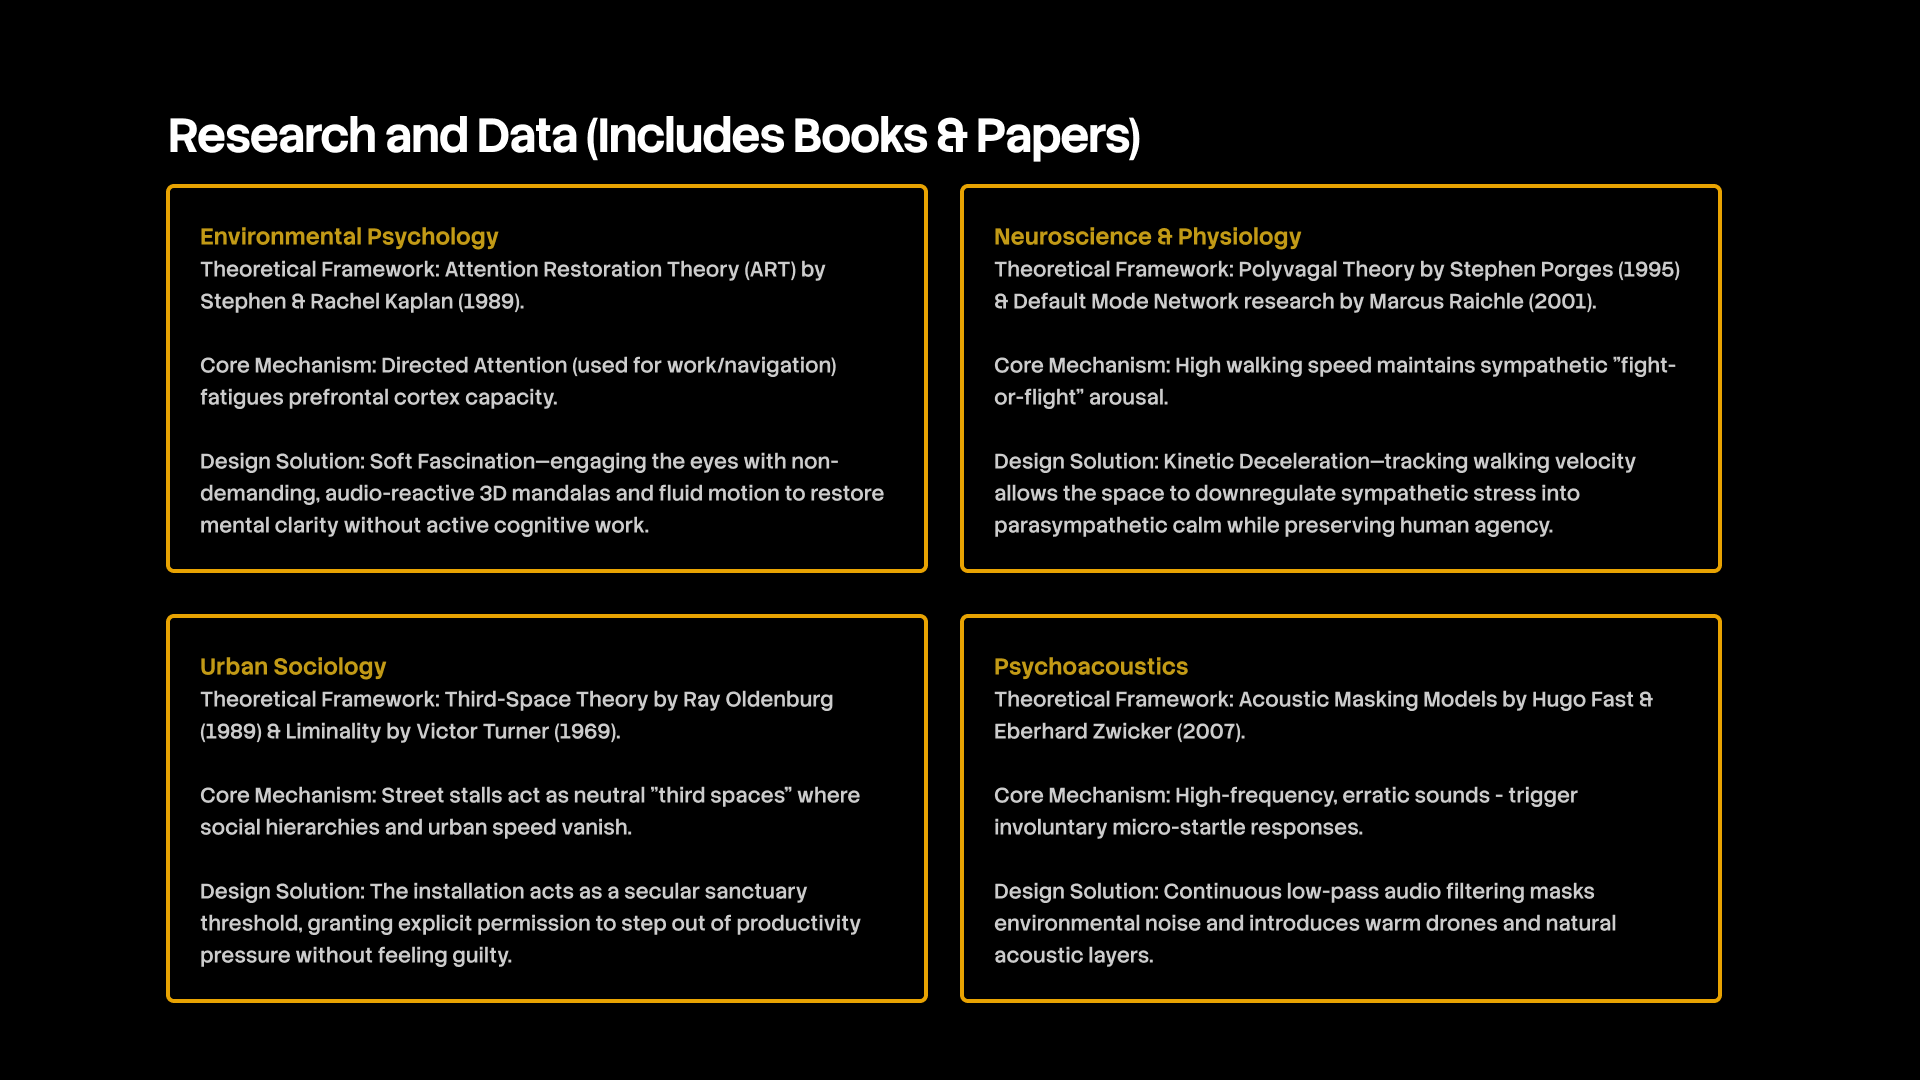 Research and Data (Includes Books & Papers)
Environmental Psychology
Theoretical Framework: Attention Restoration Theory (ART) by
Stephen & Rachel Kaplan (1989).
Core Mechanism: Directed Attention (used for work/navigation)
fatigues prefrontal cortex capacity.
Design Solution: Soft Fascination—engaging the eyes with non-
demanding, audio-reactive 3D mandalas and fluid motion to restore
mental clarity without active cognitive work.
Neuroscience & Physiology
Theoretical Framework: Polyvagal Theory by Stephen Porges (1995)
& Default Mode Network research by Marcus Raichle (2001).
Core Mechanism: High walking speed maintains sympathetic "fight-
or-flight" arousal.
Design Solution: Kinetic Deceleration—tracking walking velocity
allows the space to downregulate sympathetic stress into
parasympathetic calm while preserving human agency.
Urban Sociology
Theoretical Framework: Third-Space Theory by Ray Oldenburg
(1989) & Liminality by Victor Turner (1969).
Core Mechanism: Street stalls act as neutral "third spaces" where
social hierarchies and urban speed vanish.
Design Solution: The installation acts as a secular sanctuary
threshold, granting explicit permission to step out of productivity
pressure without feeling guilty.
Psychoacoustics
Theoretical Framework: Acoustic Masking Models by Hugo Fast &
Eberhard Zwicker (2007).
Core Mechanism: High-frequency, erratic sounds - trigger
involuntary micro-startle responses.
Design Solution: Continuous low-pass audio filtering masks
environmental noise and introduces warm drones and natural
acoustic layers.